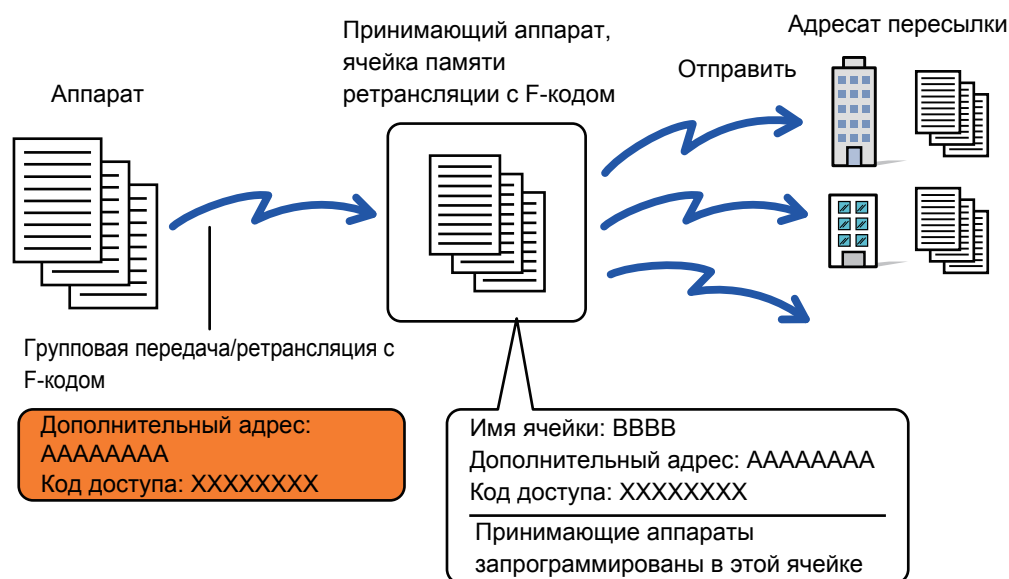 Аппарат
Принимающий аппарат,
ячейка памяти
ретрансляции с F-кодом
Отправить
Адресат пересылки
Групповая передача/ретрансляция с
F-кодом
Дополнительный адрес:
AAAAAAAA
Код доступа: XXXXXXXX
Имя ячейки: BBBB
Дополнительный адрес: AAAAAAAA
Код доступа: XXXXXXXX
Принимающие аппараты
запрограммированы в этой ячейке